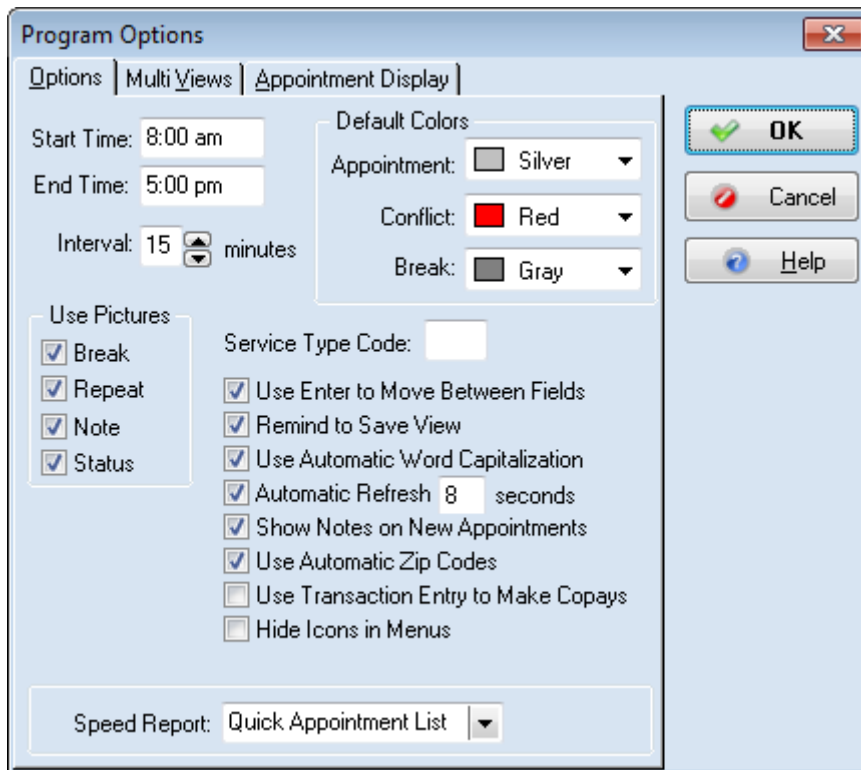 Program Options
Options
Multi Views
Appointment Display
Start Time: 8:00 am
End Time: 5:00 pm
Interval: 15 minutes
Default Colors
Appointment: Silver
Conflict: Red
Break: Gray
OK
Cancel
Help
Use Pictures
Break
Repeat
Note
Status
Service Type Code:
Use Enter to Move Between Fields
Remind to Save View
Use Automatic Word Capitalization
Automatic Refresh 8 seconds
Show Notes on New Appointments
Use Automatic Zip Codes
Use Transaction Entry to Make Copays
Hide Icons in Menus
Speed Report: Quick Appointment List